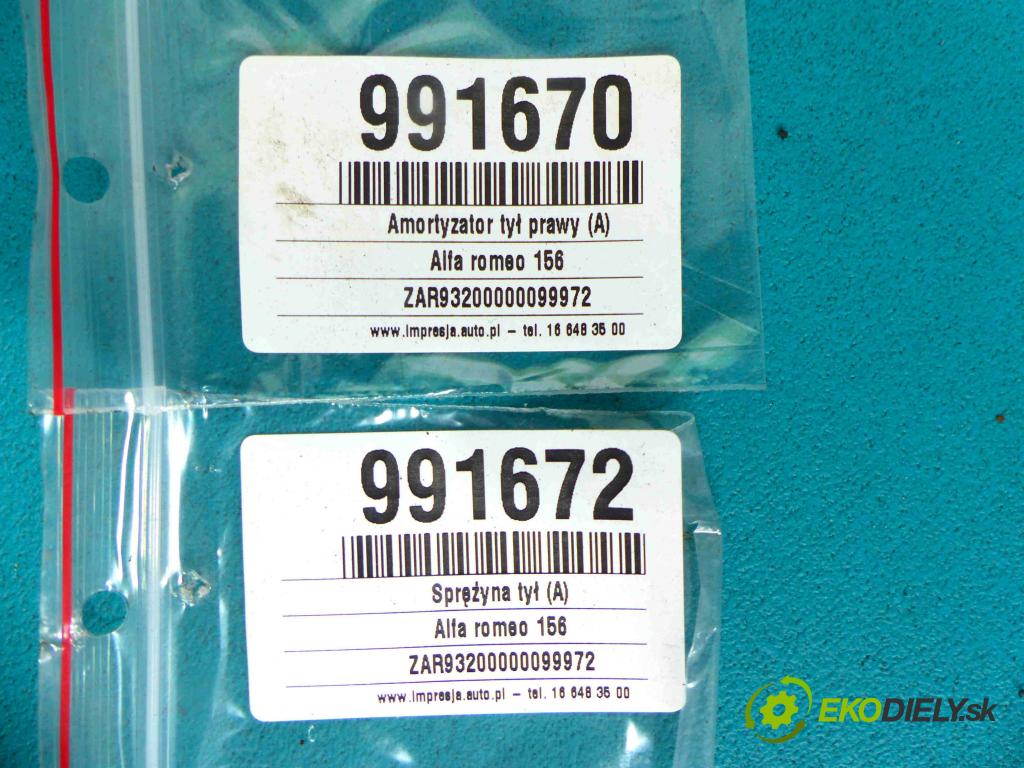 991670
Amortyzator tył prawy (A)
Alfa romeo 156
ZAR93200000099972
www.impresja.auto.pl – tel. 16 648 35 00
991672
Sprężyna tył (A)
Alfa romeo 156
ZAR93200000099972
www.impresja.auto.pl – tel. 16 648 35 00
EKODIELY.sk